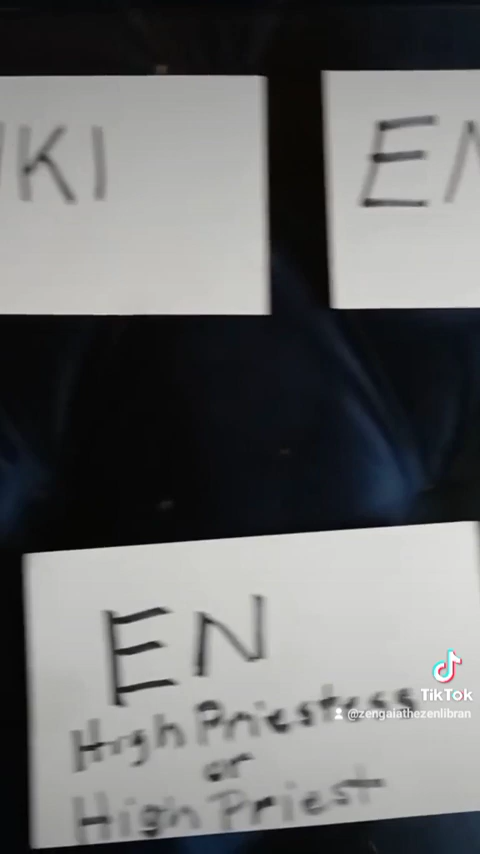 KI
EN
EN
High Priestess
or
High Priest
TikTok
@zengaiathezenlibran